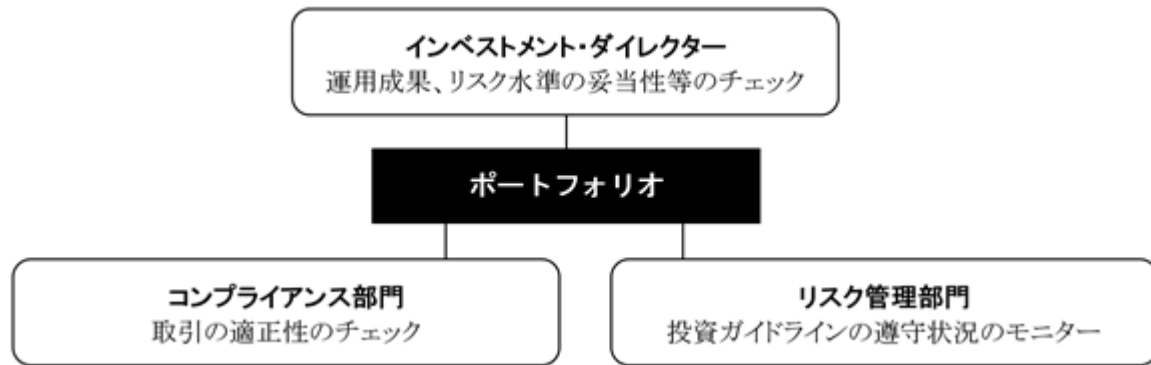 インベストメント・ダイレクター
運用成果、リスク水準の妥当性等のチェック
ポートフォリオ
コンプライアンス部門
取引の適正性のチェック
リスク管理部門
投資ガイドラインの遵守状況のモニター